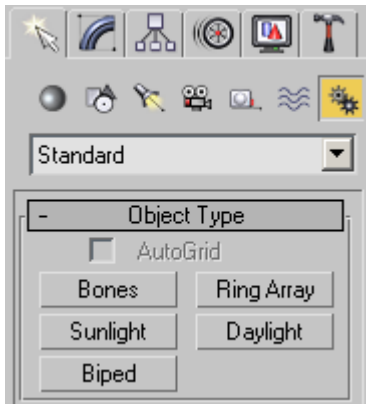 Standard
- Object Type
AutoGrid
Bones Ring Array
Sunlight Daylight
Biped